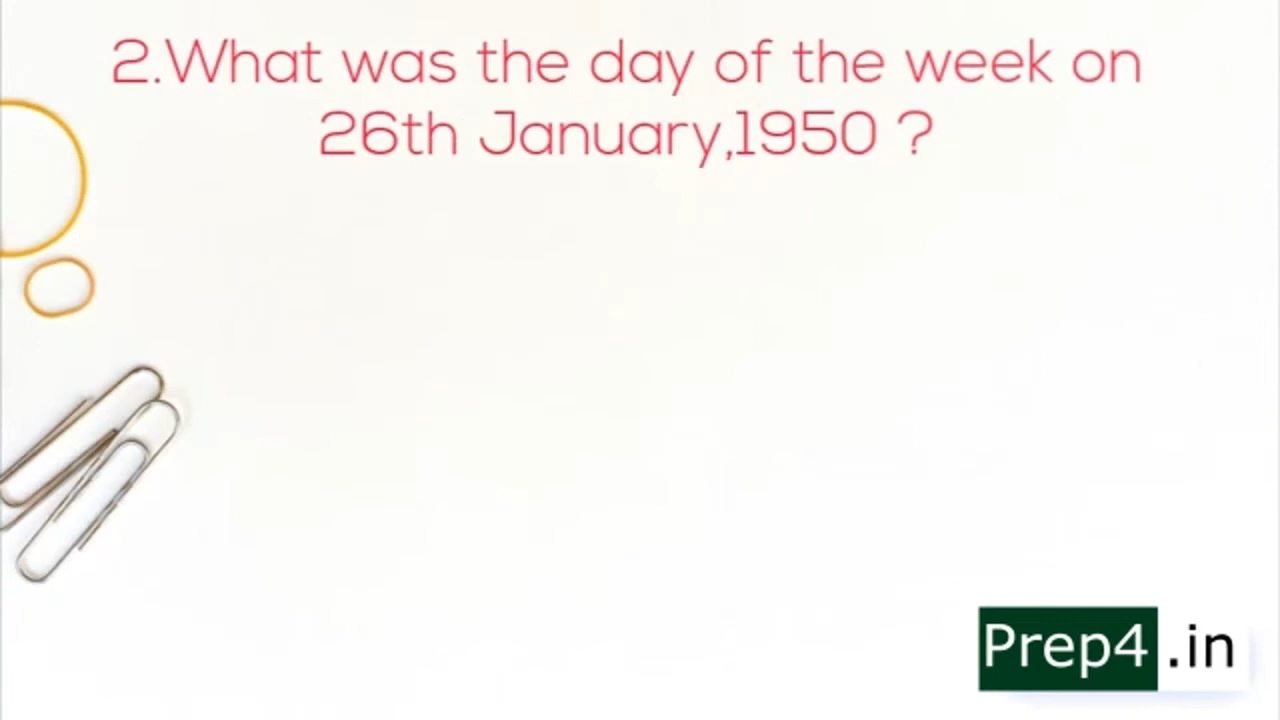 2.What was the day of the week on
26th January,1950 ?
Prep4.in